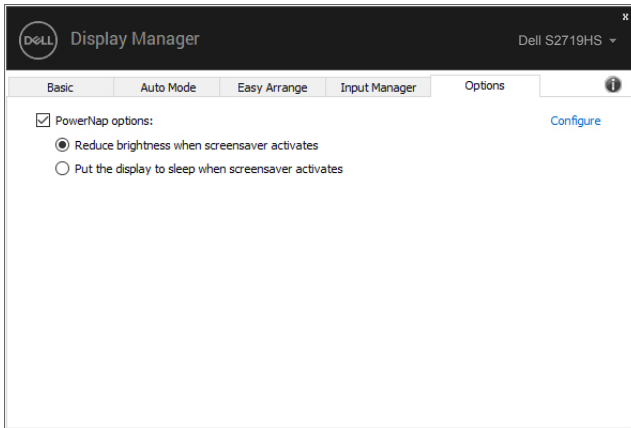 x
DELL Display Manager Dell S2719HS
Basic Auto Mode Easy Arrange Input Manager Options i
PowerNap options: Configure
Reduce brightness when screensaver activates
Put the display to sleep when screensaver activates